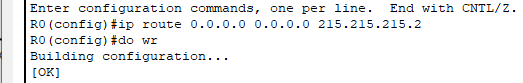 Enter configuration commands, one per line.  End with CNTL/Z.
R0(config)#ip route 0.0.0.0 0.0.0.0 215.215.215.2
R0(config)#do wr
Building configuration...
[OK]